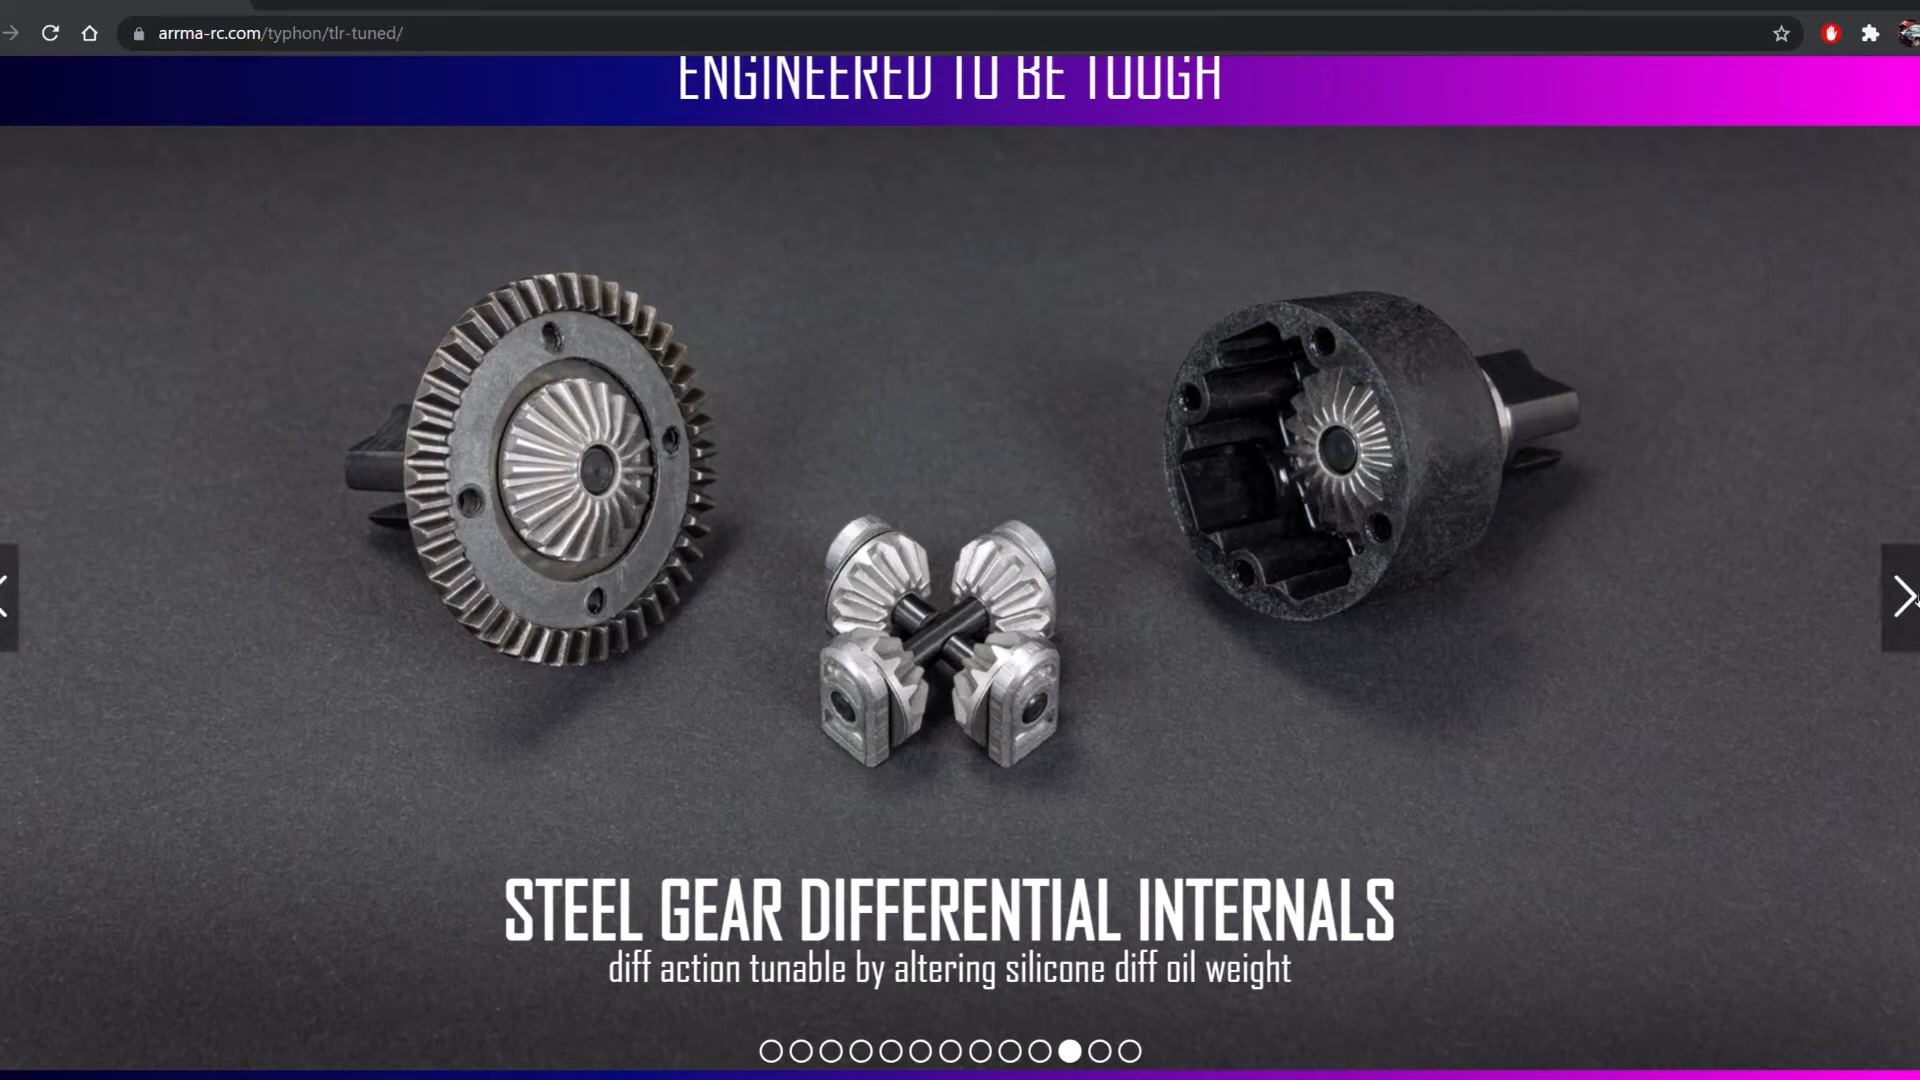 arrma-rc.com/typhon/tlr-tuned/
ENGINEERED TO BE TOUGH
STEEL GEAR DIFFERENTIAL INTERNALS
diff action tunable by altering silicone diff oil weight